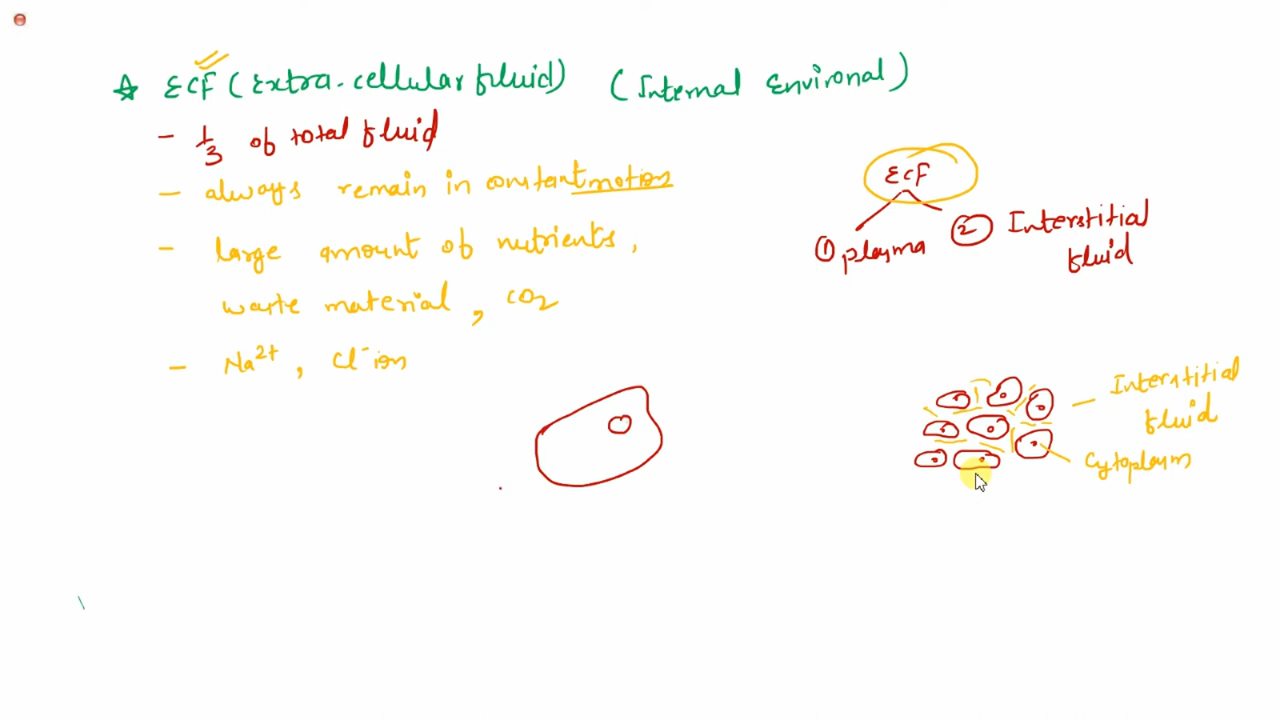 ☆ ECF (Extra-cellular fluid) (Internal Environal)
- 1/3 of total fluid
- always remain in constant motion
- large amount of nutrients,
waste material, CO2
- Na²⁺, Cl⁻ ion
ECF
① plasma
② Interstitial
fluid
Interstitial
fluid
Cytoplasm